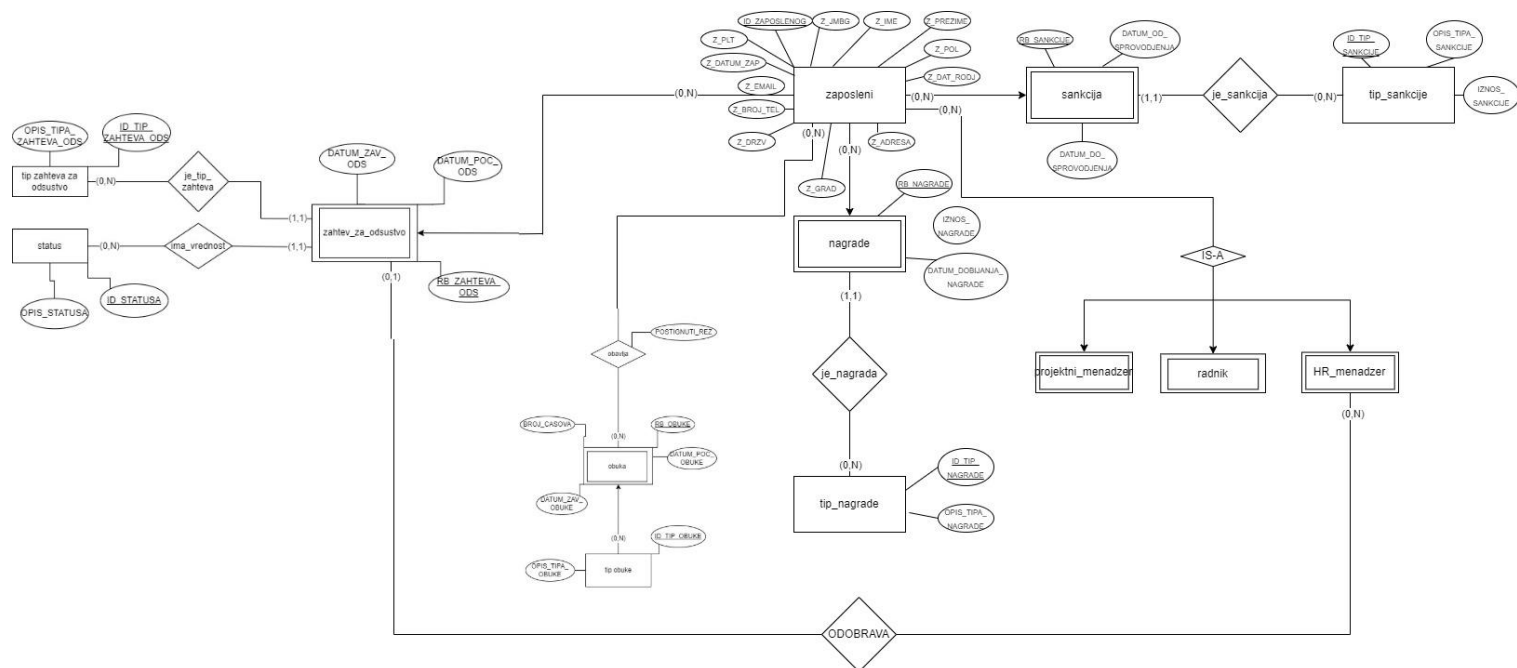 ID_ZAPOSLENOG
Z_JMBG
Z_IME
Z_PREZIME
Z_PLT
Z_POL
Z_DATUM_ZAP
Z_DAT_RODJ
Z_EMAIL
Z_BROJ_TEL
Z_DRZV
Z_ADRESA
Z_GRAD
zaposleni
(0,N)
(0,N)
(0,N)
(0,N)
(0,N)
RB_SANKCIJE
DATUM_OD_
SPROVODJENJA
sankcija
(1,1)
DATUM_DO_
SPROVODJENJA
je_sankcija
(0,N)
ID_TIP_
SANKCIJE
OPIS_TIPA_
SANKCIJE
tip_sankcije
IZNOS_
SANKCIJE
OPIS_TIPA_
ZAHTEVA_ODS
ID_TIP_
ZAHTEVA_ODS
tip zahteva za
odsustvo
(0,N)
je_tip_
zahteva
(1,1)
DATUM_ZAV_
ODS
DATUM_POC_
ODS
zahtev_za_odsustvo
status
(0,N)
ima_vrednost
(1,1)
(0,1)
RB_ZAHTEVA_
ODS
OPIS_STATUSA
ID_STATUSA
RB_NAGRADE
IZNOS_
NAGRADE
nagrade
DATUM_DOBIJANJA_
NAGRADE
(1,1)
je_nagrada
(0,N)
ID_TIP_
NAGRADE
tip_nagrade
OPIS_TIPA_
NAGRADE
IS-A
projektni_menadzer
radnik
HR_menadzer
(0,N)
POSTIGNUTI_REZ
obavlja
(0,N)
BROJ_CASOVA
RB_OBUKE
obuka
DATUM_POC_
OBUKE
DATUM_ZAV_
OBUKE
(0,N)
ID_TIP_OBUKE
OPIS_TIPA_
OBUKE
tip obuke
ODOBRAVA